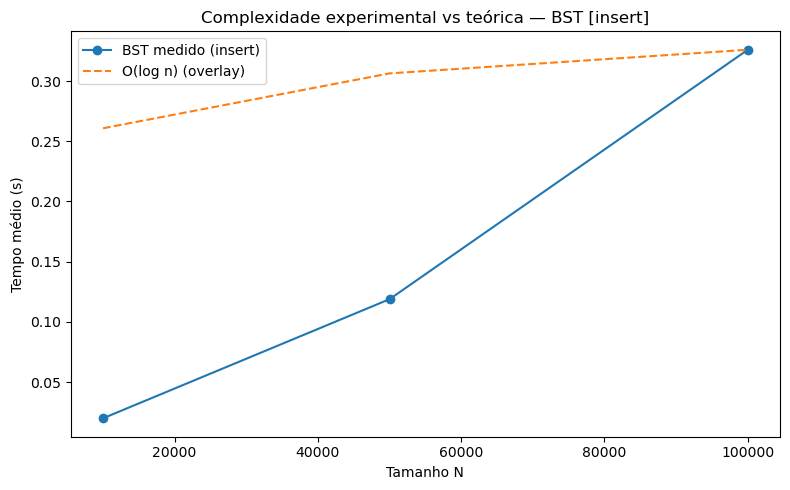 Complexidade experimental vs teórica — BST [insert]
BST medido (insert)
O(log n) (overlay)
Tempo médio (s)
0.30
0.25
0.20
0.15
0.10
0.05
20000
40000
60000
80000
100000
Tamanho N